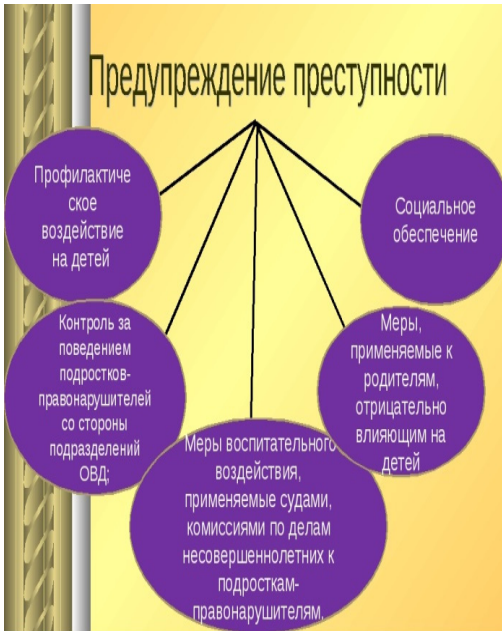 Предупреждение преступности
Профилактиче
ское
воздействие
на детей
Социальное
обеспечение
Контроль за
поведением
подростков-
правонарушителей
со стороны
подразделений
ОВД;
Меры,
применяемые к
родителям,
отрицательно
влияющим на
детей
Меры воспитательного
воздействия,
применяемые судами,
комиссиями по делам
несовершеннолетних к
подросткам-
правонарушителям.